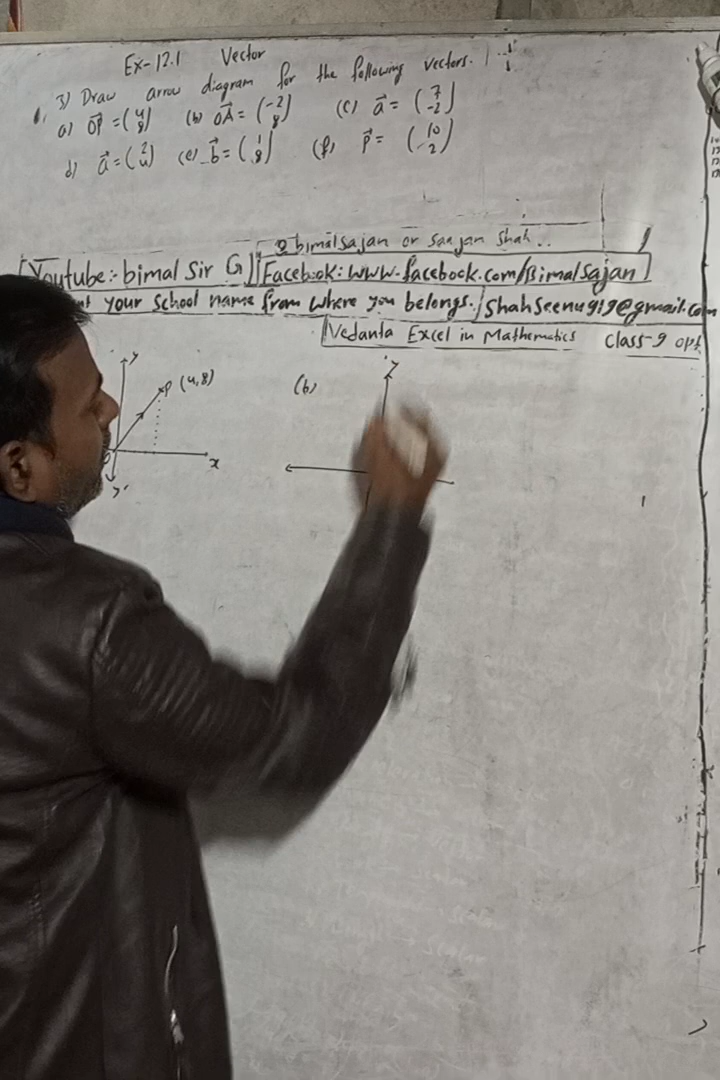 Ex-12.1 Vector
3) Draw arrow diagram for the following vectors.
a) OP = (4 8) (b) OA = (-2 8) (c) a = (7 -2)
d) a = (2 4) (e) b = (1 8) (f) p = (10 -2)
bimalsajan or Saajan Shah..
Youtube:- bimal Sir G Facebook: www.facebook.com/Bimalsajan
your School name from where you belongs. / shahseenu919@gmail.com
Vedanta Excel in Mathematics Class-9 opt
y
P (4,8)
x
y'
(b)
y